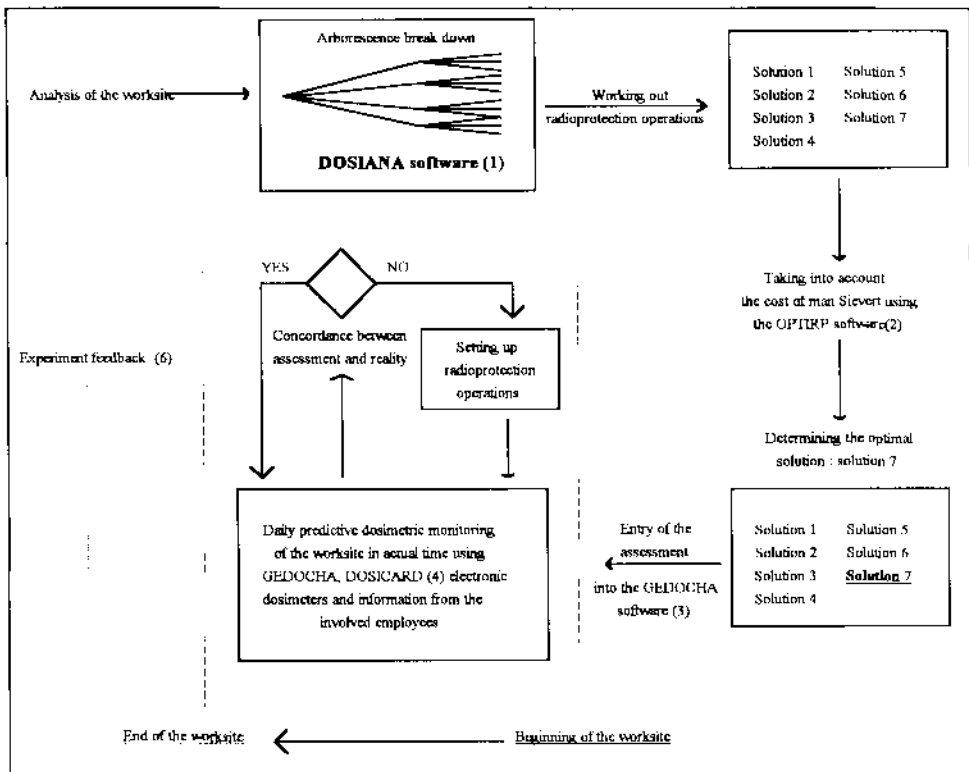 Arborescence break down
Analysis of the worksite
DOSIANA software (1)
Working out
radioprotection operations
Solution 1
Solution 2
Solution 3
Solution 4
Solution 5
Solution 6
Solution 7
Taking into account
the cost of man Sievert using
the OPTIRP software(2)
Determining the optimal
solution : solution 7
Solution 1
Solution 2
Solution 3
Solution 4
Solution 5
Solution 6
Solution 7
Entry of the
assessment
into the GEDOCHA
software (3)
YES
NO
Concordance between
assessment and reality
Setting up
radioprotection
operations
Experiment feedback (6)
Daily predictive dosimetric monitoring
of the worksite in actual time using
GEDOCHA, DOSICARD (4) electronic
dosimeters and information from the
involved employees
End of the worksite
Beginning of the worksite